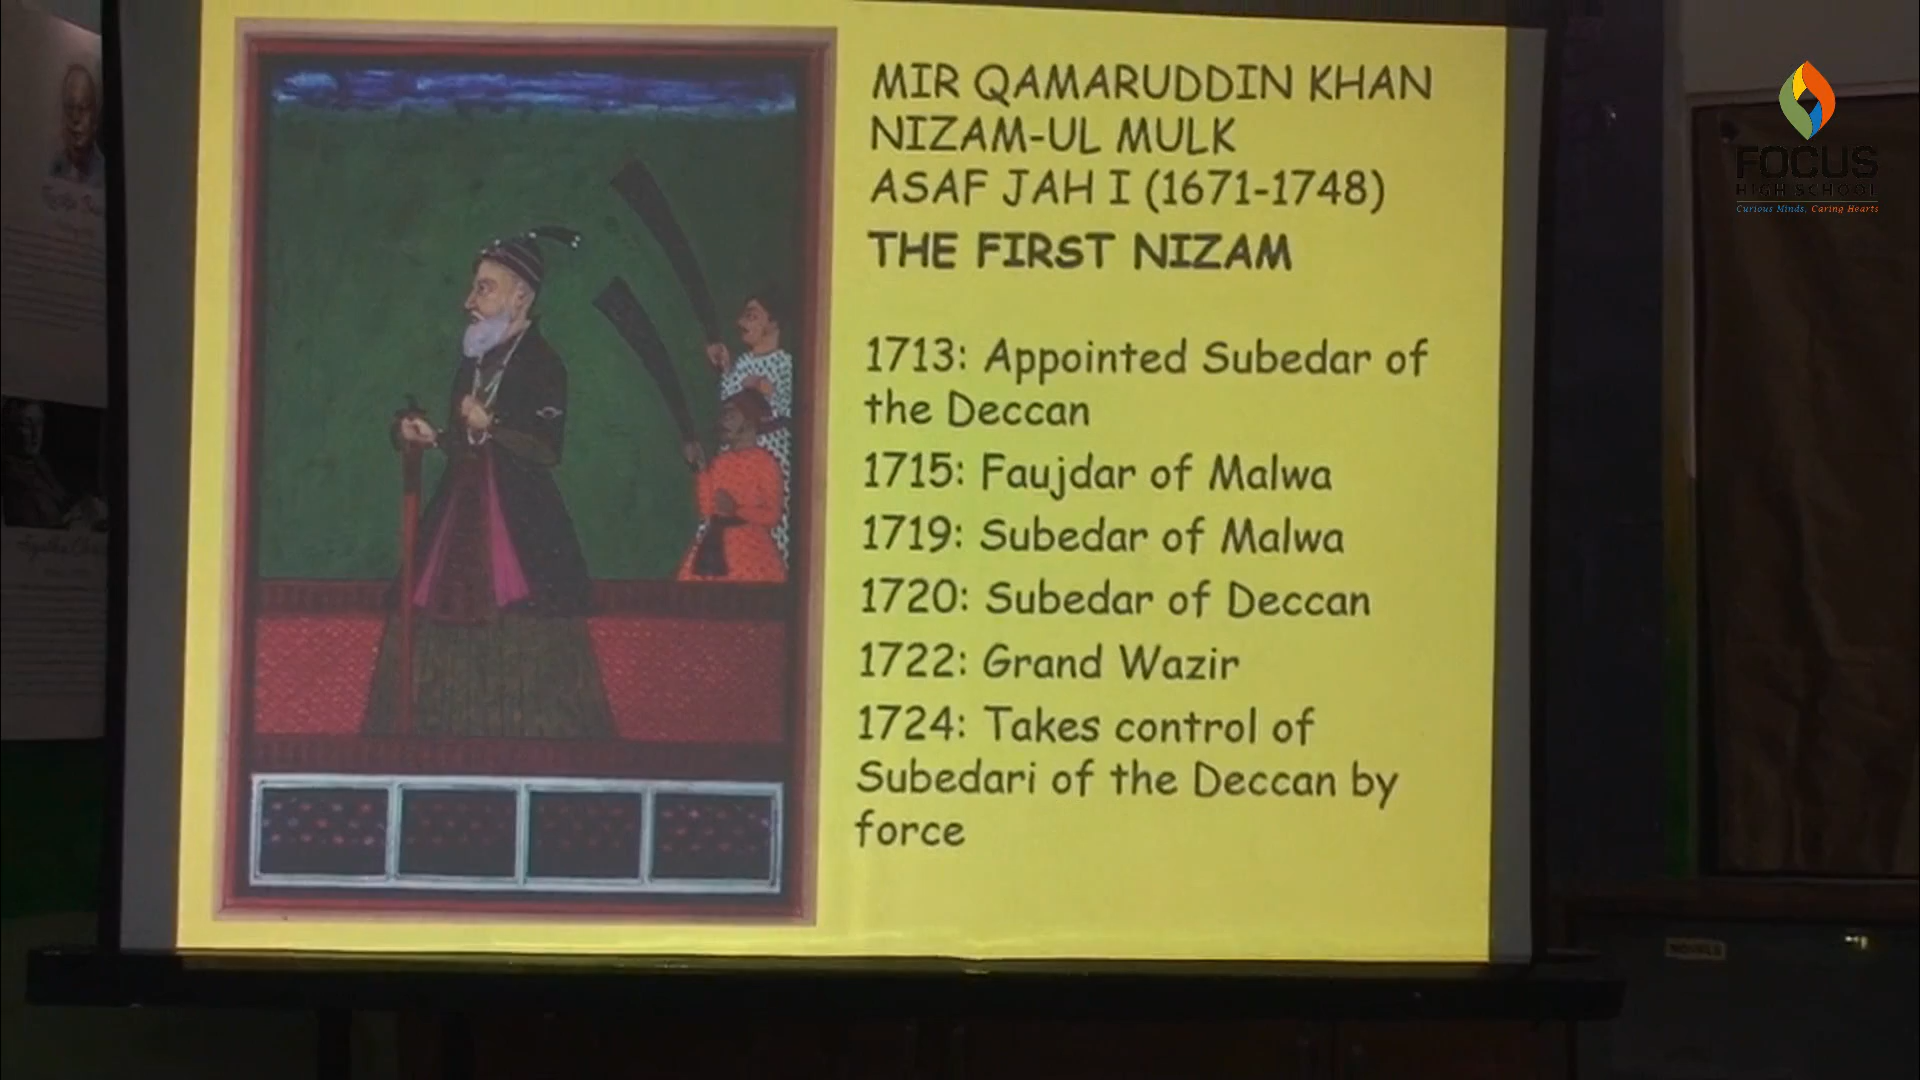 MIR QAMARUDDIN KHAN
NIZAM-UL MULK
ASAF JAH I (1671-1748)
THE FIRST NIZAM
1713: Appointed Subedar of
the Deccan
1715: Faujdar of Malwa
1719: Subedar of Malwa
1720: Subedar of Deccan
1722: Grand Wazir
1724: Takes control of
Subedari of the Deccan by
force
FOCUS
HIGH SCHOOL
Curious Minds, Caring Hearts
NOVELS